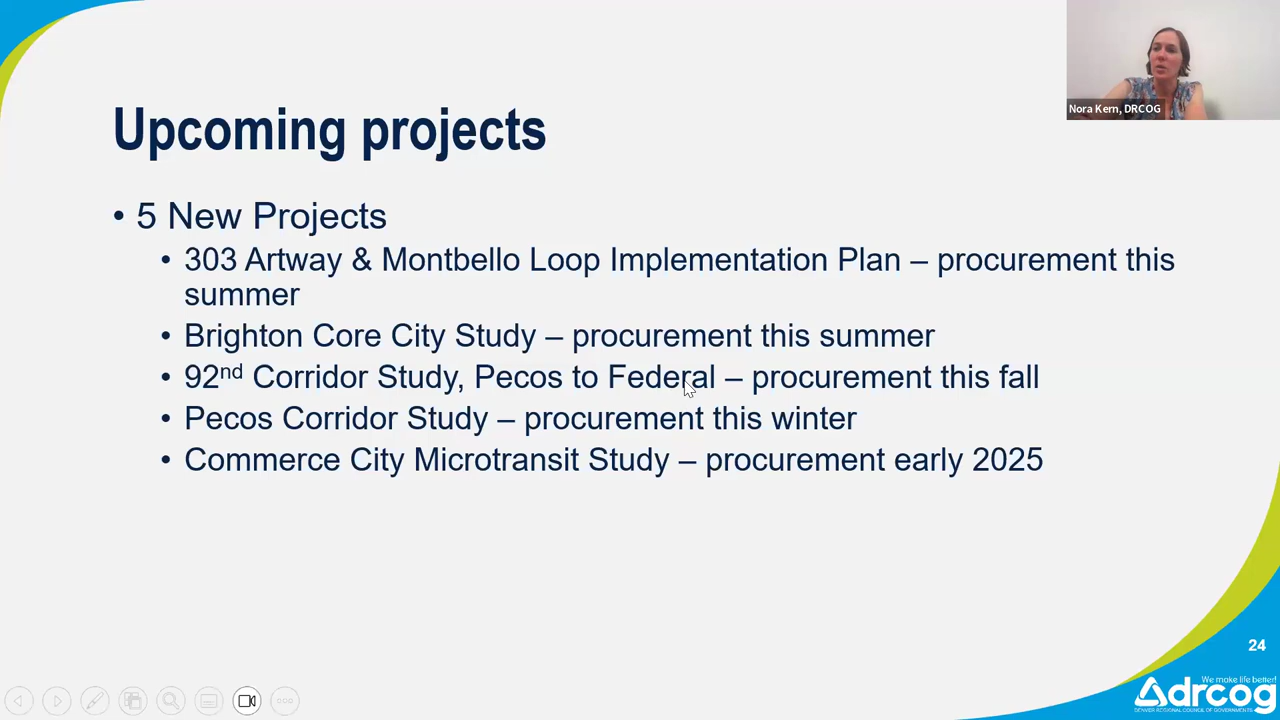 Upcoming projects
• 5 New Projects
• 303 Artway & Montbello Loop Implementation Plan – procurement this
summer
• Brighton Core City Study – procurement this summer
• 92nd Corridor Study, Pecos to Federal – procurement this fall
• Pecos Corridor Study – procurement this winter
• Commerce City Microtransit Study – procurement early 2025
Nora Kern, DRCOG
24
We make life better!
drcog
DENVER REGIONAL COUNCIL OF GOVERNMENTS